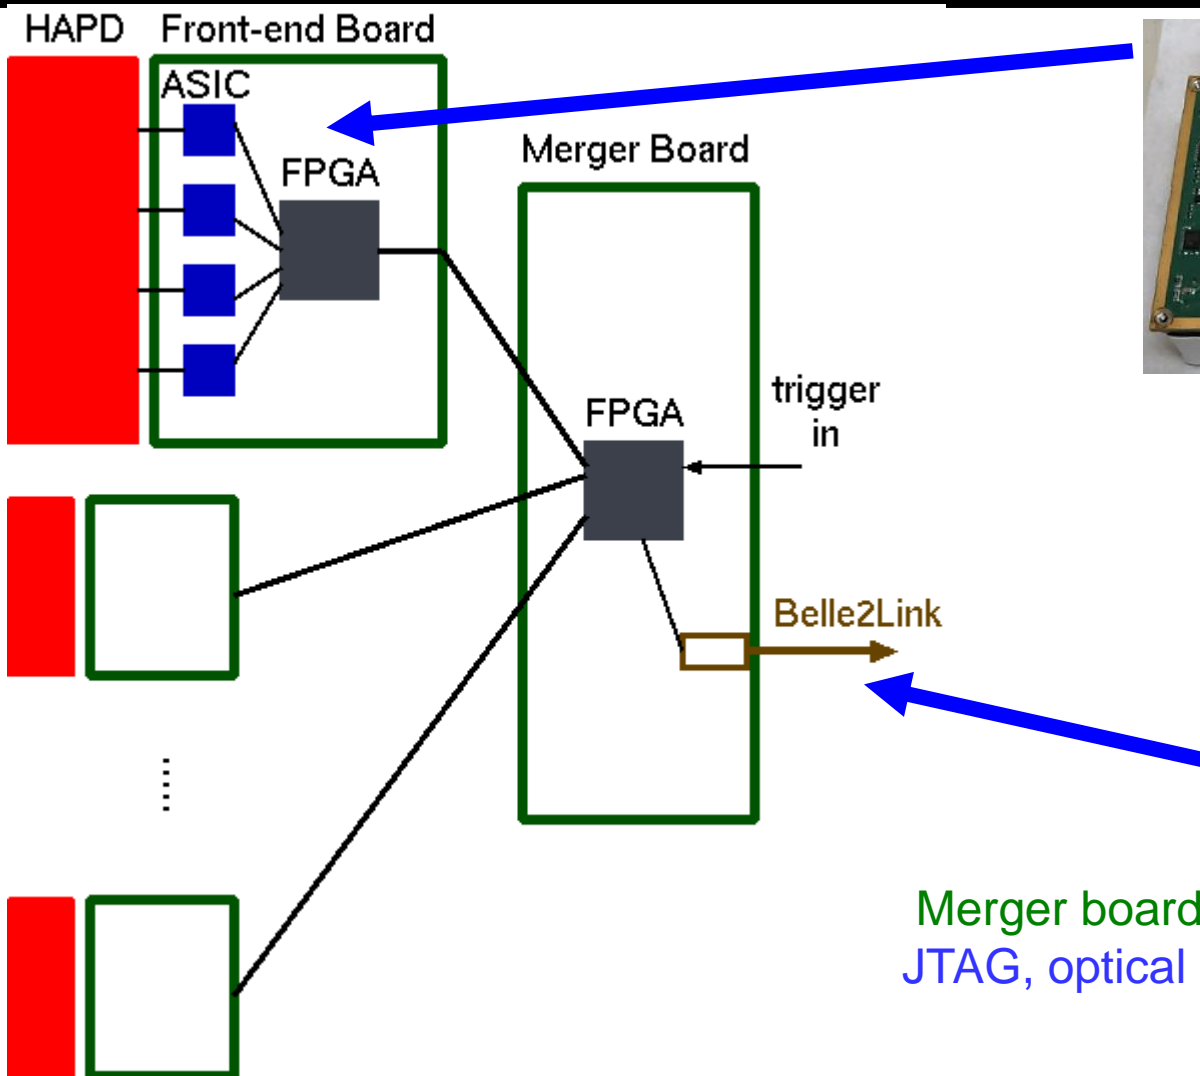 HAPD
Front-end Board
ASIC
FPGA
Merger Board
FPGA
trigger
in
Belle2Link
Merger board
JTAG, optical